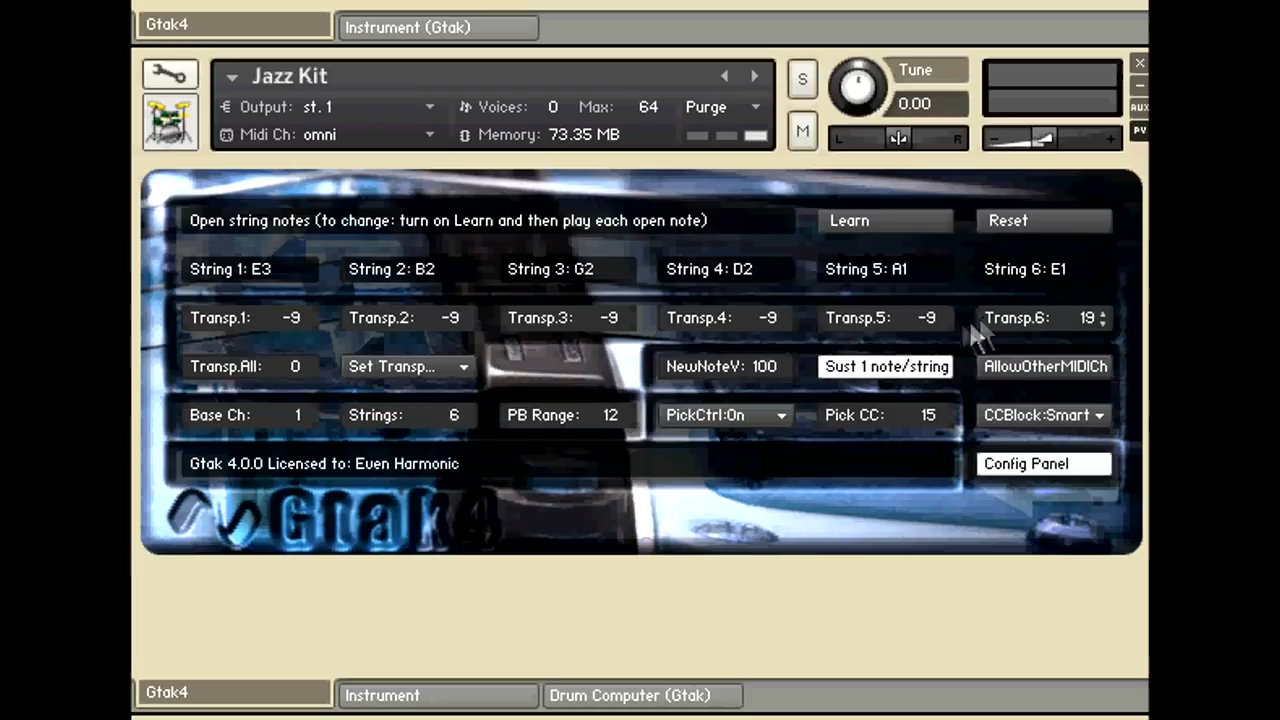 Gtak4 Instrument (Gtak)
Jazz Kit S Tune X
Output: st. 1 Voices: 0 Max: 64 Purge 0.00 -
AUX
Midi Ch: omni Memory: 73.35 MB M L R - + PV
Open string notes (to change: turn on Learn and then play each open note) Learn Reset
String 1: E3 String 2: B2 String 3: G2 String 4: D2 String 5: A1 String 6: E1
Transp.1: -9 Transp.2: -9 Transp.3: -9 Transp.4: -9 Transp.5: -9 Transp.6: 19
Transp.All: 0 Set Transp... NewNoteV: 100 Sust 1 note/string AllowOtherMIDICh
Base Ch: 1 Strings: 6 PB Range: 12 PickCtrl:On Pick CC: 15 CCBlock:Smart
Gtak 4.0.0 Licensed to: Even Harmonic Config Panel
Gtak4
Gtak4 Instrument Drum Computer (Gtak)